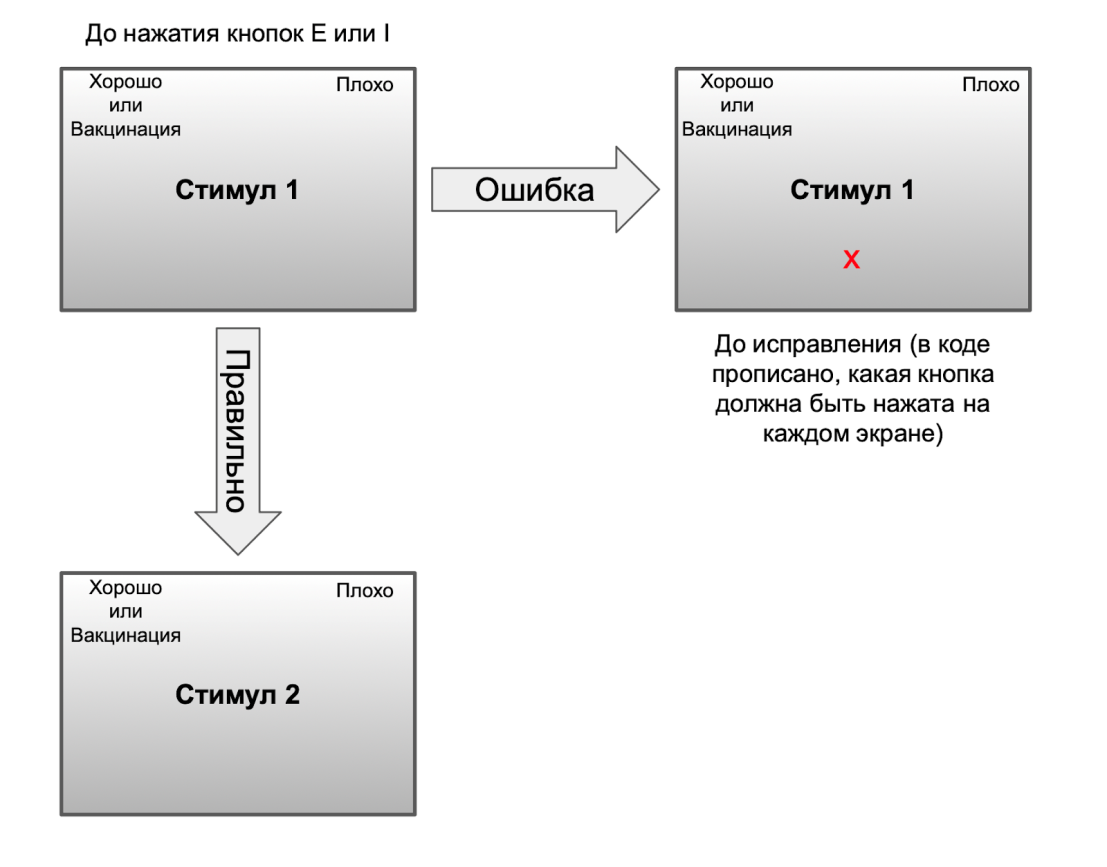 До нажатия кнопок E или I
Хорошо
или
Вакцинация
Плохо
Стимул 1
Ошибка
Хорошо
или
Вакцинация
Плохо
Стимул 1
X
До исправления (в коде
прописано, какая кнопка
должна быть нажата на
каждом экране)
Правильно
Хорошо
или
Вакцинация
Плохо
Стимул 2